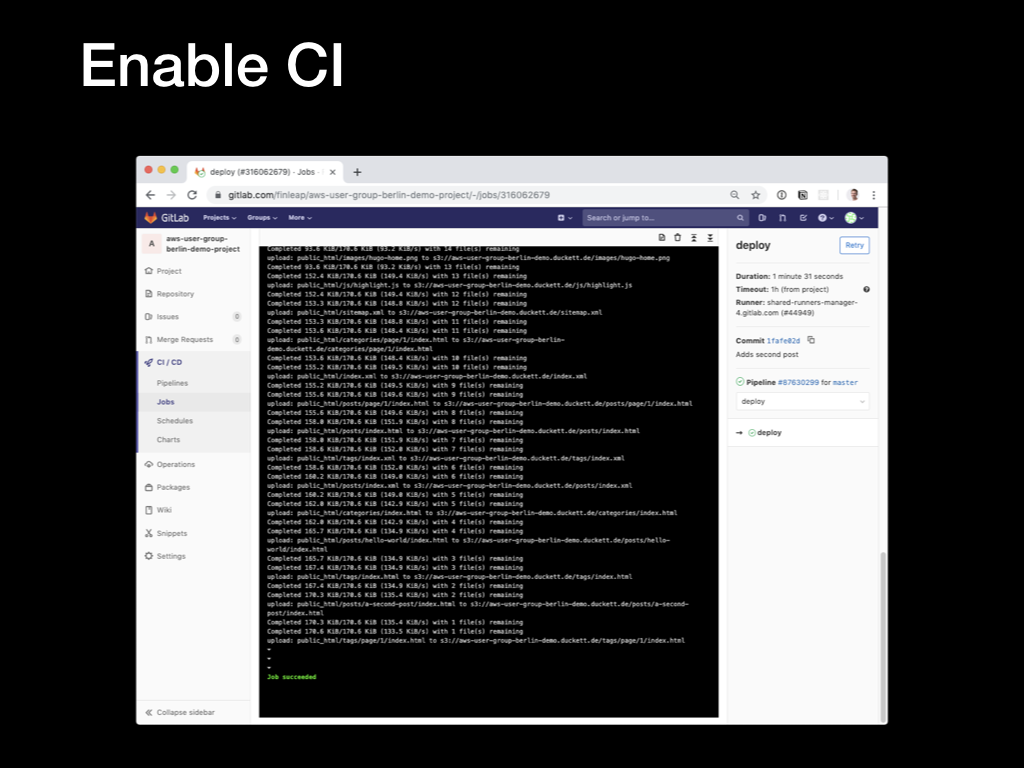 Enable CI
deploy (#316062679) · Jobs ·
gitlab.com/finleap/aws-user-group-berlin-demo-project/-/jobs/316062679
GitLab
Projects
Groups
More
Search or jump to...
A
aws-user-group-
berlin-demo-project
Project
Repository
Issues
0
Merge Requests
0
CI / CD
Pipelines
Jobs
Schedules
Charts
Operations
Packages
Wiki
Snippets
Settings
Collapse sidebar
Completed 93.6 KiB/170.6 KiB (93.2 KiB/s) with 14 file(s) remaining
upload: public_html/images/hugo-home.png to s3://aws-user-group-berlin-demo.duckett.de/images/hugo-home.png
Completed 93.6 KiB/170.6 KiB (93.2 KiB/s) with 13 file(s) remaining
Completed 152.4 KiB/170.6 KiB (149.4 KiB/s) with 13 file(s) remaining
upload: public_html/js/highlight.js to s3://aws-user-group-berlin-demo.duckett.de/js/highlight.js
Completed 152.4 KiB/170.6 KiB (149.4 KiB/s) with 12 file(s) remaining
Completed 153.3 KiB/170.6 KiB (148.8 KiB/s) with 12 file(s) remaining
upload: public_html/sitemap.xml to s3://aws-user-group-berlin-demo.duckett.de/sitemap.xml
Completed 153.3 KiB/170.6 KiB (148.8 KiB/s) with 11 file(s) remaining
Completed 153.6 KiB/170.6 KiB (148.4 KiB/s) with 11 file(s) remaining
upload: public_html/categories/page/1/index.html to s3://aws-user-group-berlin-
demo.duckett.de/categories/page/1/index.html
Completed 153.6 KiB/170.6 KiB (148.4 KiB/s) with 10 file(s) remaining
Completed 155.2 KiB/170.6 KiB (149.5 KiB/s) with 10 file(s) remaining
upload: public_html/index.xml to s3://aws-user-group-berlin-demo.duckett.de/index.xml
Completed 155.2 KiB/170.6 KiB (149.5 KiB/s) with 9 file(s) remaining
Completed 155.6 KiB/170.6 KiB (149.6 KiB/s) with 9 file(s) remaining
upload: public_html/posts/page/1/index.html to s3://aws-user-group-berlin-demo.duckett.de/posts/page/1/index.html
Completed 155.6 KiB/170.6 KiB (149.6 KiB/s) with 8 file(s) remaining
Completed 158.0 KiB/170.6 KiB (151.9 KiB/s) with 8 file(s) remaining
upload: public_html/posts/index.html to s3://aws-user-group-berlin-demo.duckett.de/posts/index.html
Completed 158.0 KiB/170.6 KiB (151.9 KiB/s) with 7 file(s) remaining
Completed 158.6 KiB/170.6 KiB (152.0 KiB/s) with 7 file(s) remaining
upload: public_html/tags/index.xml to s3://aws-user-group-berlin-demo.duckett.de/tags/index.xml
Completed 158.6 KiB/170.6 KiB (152.0 KiB/s) with 6 file(s) remaining
Completed 160.2 KiB/170.6 KiB (149.0 KiB/s) with 6 file(s) remaining
upload: public_html/posts/index.xml to s3://aws-user-group-berlin-demo.duckett.de/posts/index.xml
Completed 160.2 KiB/170.6 KiB (149.0 KiB/s) with 5 file(s) remaining
Completed 162.0 KiB/170.6 KiB (142.9 KiB/s) with 5 file(s) remaining
upload: public_html/categories/index.html to s3://aws-user-group-berlin-demo.duckett.de/categories/index.html
Completed 162.0 KiB/170.6 KiB (142.9 KiB/s) with 4 file(s) remaining
Completed 165.7 KiB/170.6 KiB (134.9 KiB/s) with 4 file(s) remaining
upload: public_html/posts/hello-world/index.html to s3://aws-user-group-berlin-demo.duckett.de/posts/hello-
world/index.html
Completed 165.7 KiB/170.6 KiB (134.9 KiB/s) with 3 file(s) remaining
Completed 167.4 KiB/170.6 KiB (134.9 KiB/s) with 3 file(s) remaining
upload: public_html/tags/index.html to s3://aws-user-group-berlin-demo.duckett.de/tags/index.html
Completed 167.4 KiB/170.6 KiB (134.9 KiB/s) with 2 file(s) remaining
Completed 170.3 KiB/170.6 KiB (135.4 KiB/s) with 2 file(s) remaining
upload: public_html/posts/a-second-post/index.html to s3://aws-user-group-berlin-demo.duckett.de/posts/a-second-
post/index.html
Completed 170.3 KiB/170.6 KiB (135.4 KiB/s) with 1 file(s) remaining
Completed 170.6 KiB/170.6 KiB (133.5 KiB/s) with 1 file(s) remaining
upload: public_html/tags/page/1/index.html to s3://aws-user-group-berlin-demo.duckett.de/tags/page/1/index.html
Job succeeded
deploy
Retry
Duration: 1 minute 31 seconds
Timeout: 1h (from project)
Runner: shared-runners-manager-
4.gitlab.com (#44949)
Commit 1fafe02d
Adds second post
Pipeline #87630299 for master
deploy
→ deploy